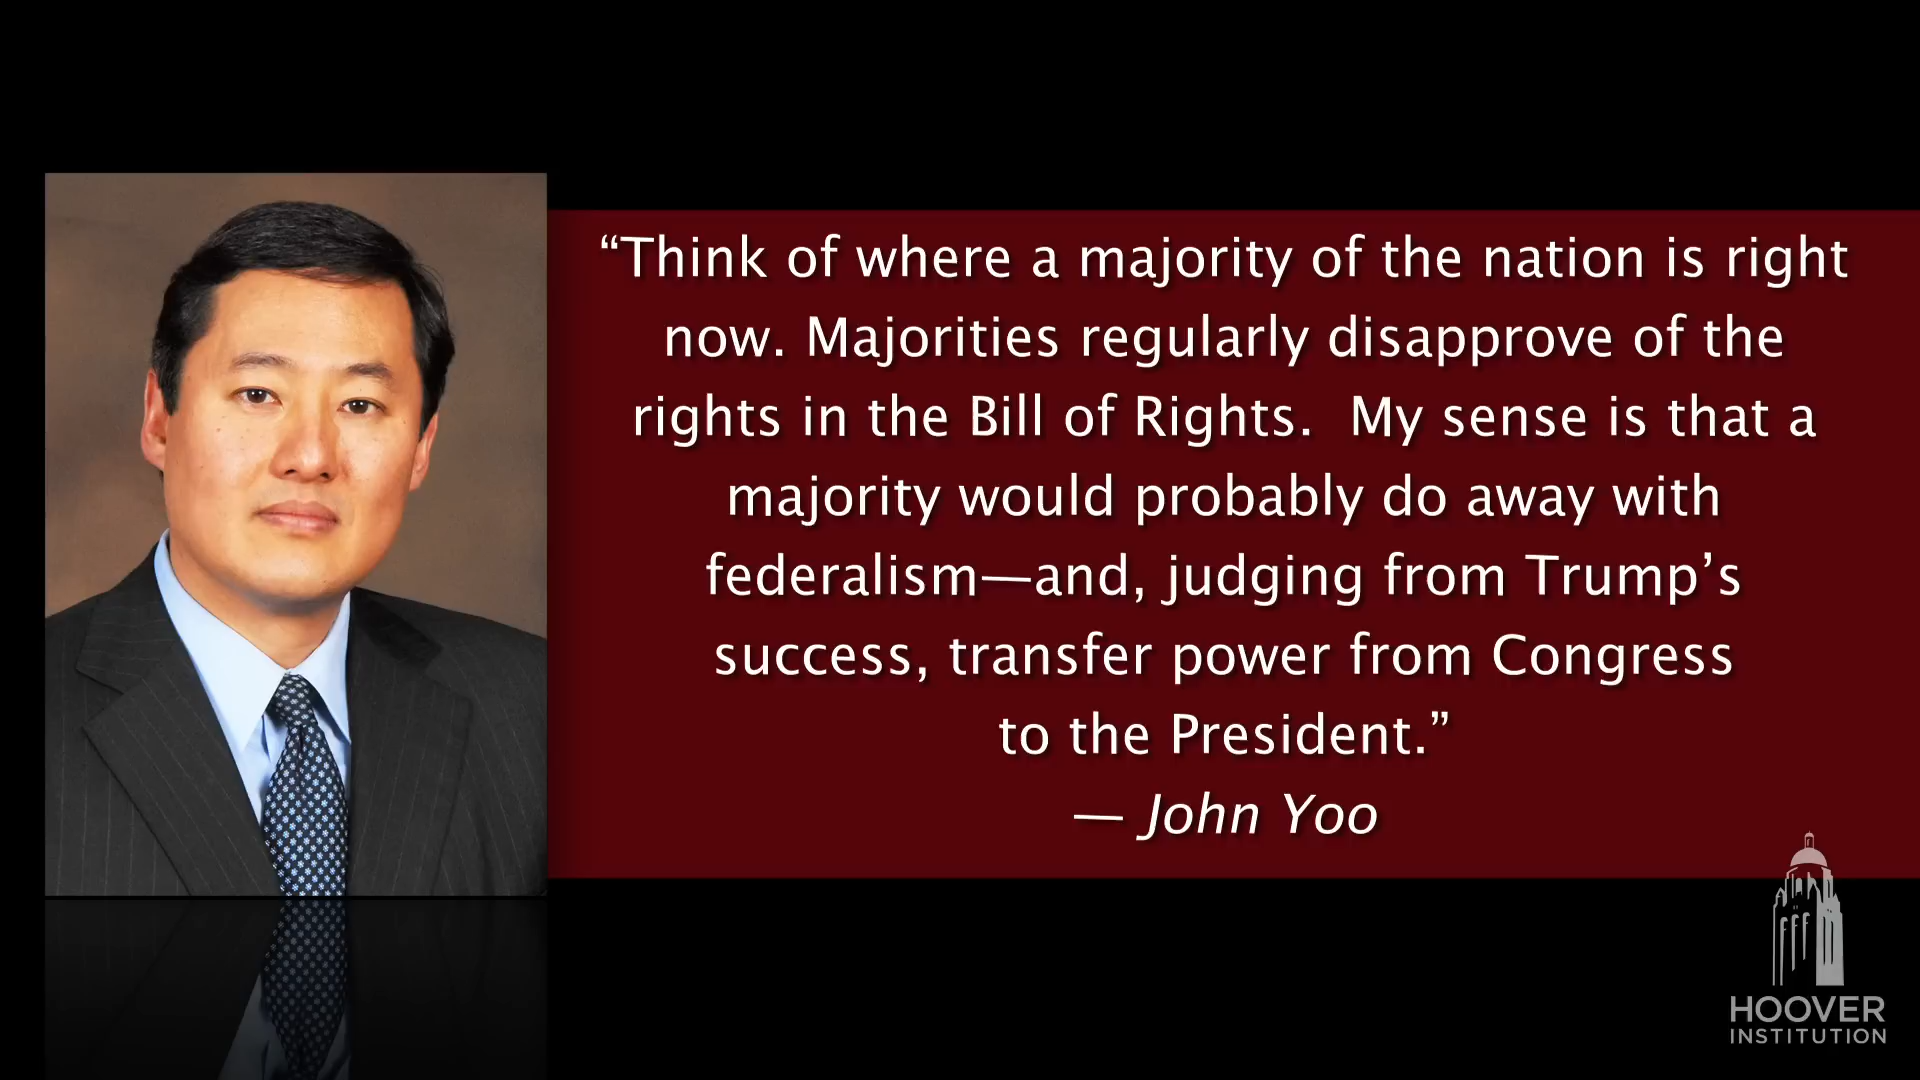 “Think of where a majority of the nation is right
now. Majorities regularly disapprove of the
rights in the Bill of Rights.  My sense is that a
majority would probably do away with
federalism—and, judging from Trump’s
success, transfer power from Congress
to the President.”
— John Yoo
HOOVER
INSTITUTION